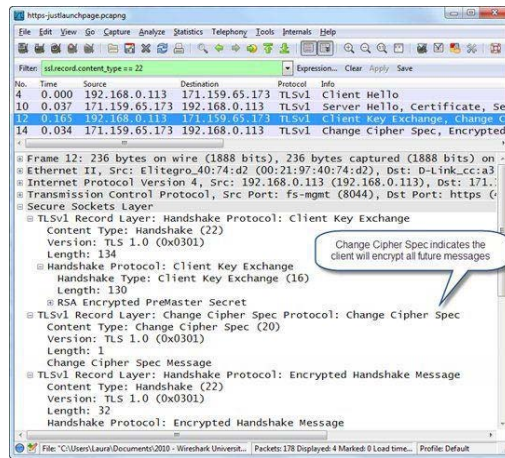 https-justlaunchpage.pcapng
File Edit View Go Capture Analyze Statistics Telephony Tools Internals Help
Filter: ssl.record.content_type == 22 Expression... Clear Apply Save
No. Time Source Destination Protocol Info
4 0.000 192.168.0.113 171.159.65.173 TLSv1 Client Hello
10 0.037 171.159.65.173 192.168.0.113 TLSv1 Server Hello, Certificate, Se
12 0.165 192.168.0.113 171.159.65.173 TLSv1 Client Key Exchange, Change C
14 0.034 171.159.65.173 192.168.0.113 TLSv1 Change Cipher Spec, Encrypted
Frame 12: 236 bytes on wire (1888 bits), 236 bytes captured (1888 bits) on
Ethernet II, Src: Elitegro_40:74:d2 (00:21:97:40:74:d2), Dst: D-Link_cc:a3
Internet Protocol Version 4, Src: 192.168.0.113 (192.168.0.113), Dst: 171.
Transmission Control Protocol, Src Port: fs-mgmt (8044), Dst Port: https (4
Secure Sockets Layer
TLSv1 Record Layer: Handshake Protocol: Client Key Exchange
Content Type: Handshake (22)
Version: TLS 1.0 (0x0301)
Length: 134
Handshake Protocol: Client Key Exchange
Handshake Type: Client Key Exchange (16)
Length: 130
RSA Encrypted PreMaster Secret
Change Cipher Spec indicates the
client will encrypt all future messages
TLSv1 Record Layer: Change Cipher Spec Protocol: Change Cipher Spec
Content Type: Change Cipher Spec (20)
Version: TLS 1.0 (0x0301)
Length: 1
Change Cipher Spec Message
TLSv1 Record Layer: Handshake Protocol: Encrypted Handshake Message
Content Type: Handshake (22)
Version: TLS 1.0 (0x0301)
Length: 32
Handshake Protocol: Encrypted Handshake Message
File: "C:\Users\Laura\Documents\2010 - Wireshark Universit... Packets: 178 Displayed: 4 Marked: 0 Load time... Profile: Default